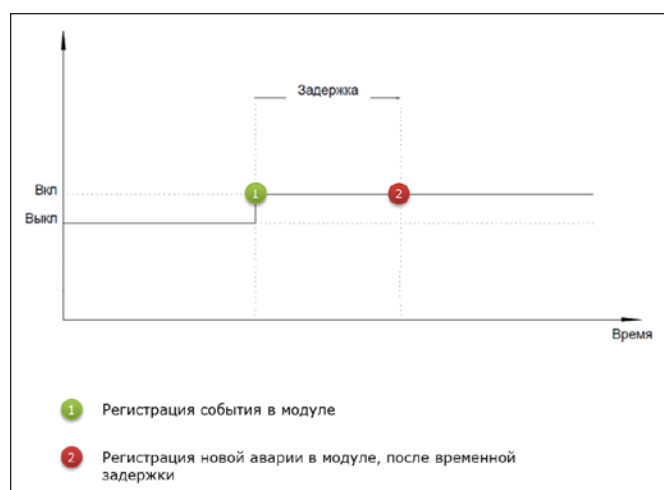 Задержка
Вкл
1
2
Выкл
Время
1 Регистрация события в модуле
2 Регистрация новой аварии в модуле, после временной
задержки